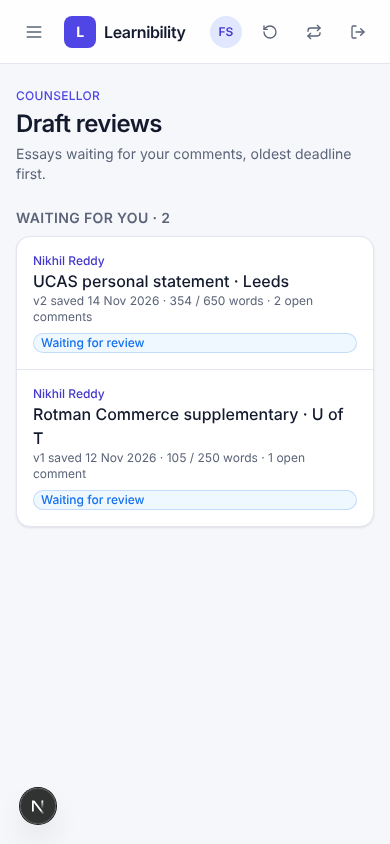 L Learnibility FS
COUNSELLOR
Draft reviews
Essays waiting for your comments, oldest deadline
first.
WAITING FOR YOU · 2
Nikhil Reddy
UCAS personal statement · Leeds
v2 saved 14 Nov 2026 · 354 / 650 words · 2 open
comments
Waiting for review
Nikhil Reddy
Rotman Commerce supplementary · U of
T
v1 saved 12 Nov 2026 · 105 / 250 words · 1 open
comment
Waiting for review
N